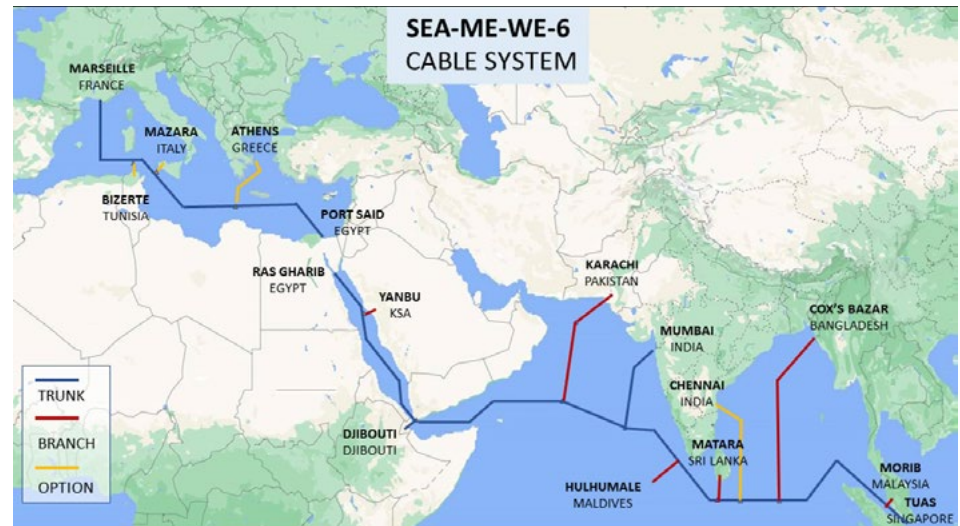 SEA-ME-WE-6
CABLE SYSTEM
MARSEILLE
FRANCE
MAZARA
ITALY
ATHENS
GREECE
BIZERTE
TUNISIA
PORT SAID
EGYPT
RAS GHARIB
EGYPT
YANBU
KSA
KARACHI
PAKISTAN
COX'S BAZAR
BANGLADESH
MUMBAI
INDIA
CHENNAI
INDIA
DJIBOUTI
DJIBOUTI
MATARA
SRI LANKA
HULHUMALE
MALDIVES
MORIB
MALAYSIA
TUAS
SINGAPORE
TRUNK
BRANCH
OPTION